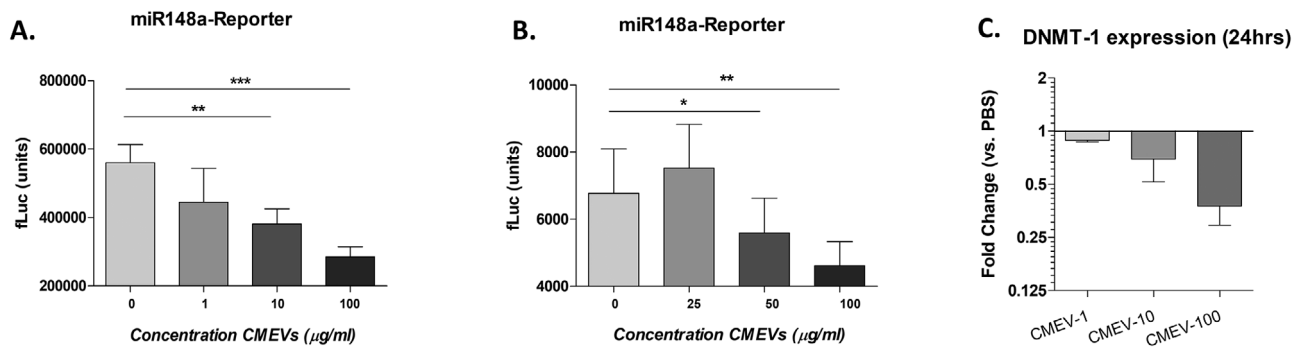 A.
miR148a-Reporter
800000
600000
400000
200000
fLuc (units)
***
**
0 1 10 100
Concentration CMEVs (µg/ml)
B.
miR148a-Reporter
10000
8000
6000
4000
fLuc (units)
**
*
0 25 50 100
Concentration CMEVs (µg/ml)
C.
DNMT-1 expression (24hrs)
2
1
0.5
0.25
0.125
Fold Change (vs. PBS)
CMEV-1 CMEV-10 CMEV-100